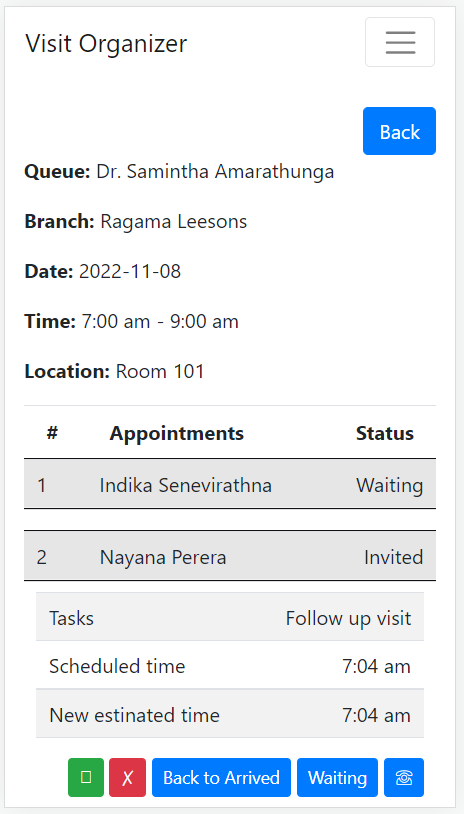 Visit Organizer
Back
Queue: Dr. Samintha Amarathunga
Branch: Ragama Leesons
Date: 2022-11-08
Time: 7:00 am - 9:00 am
Location: Room 101
# Appointments Status
1 Indika Senevirathna Waiting
2 Nayana Perera Invited
Tasks Follow up visit
Scheduled time 7:04 am
New estinated time 7:04 am
✗ Back to Arrived Waiting ☏